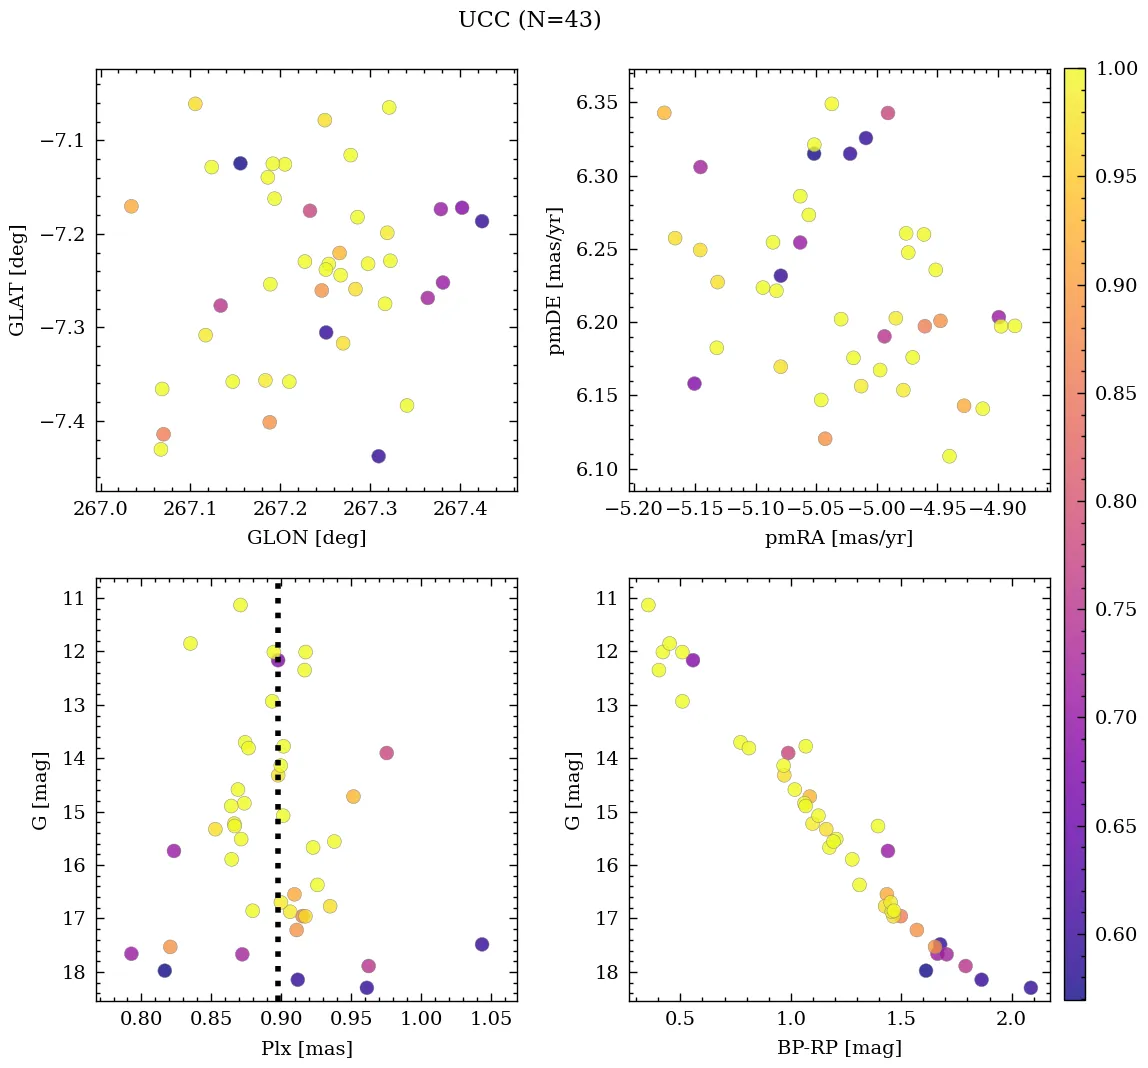 UCC (N=43)
−7.1
−7.2
−7.3
−7.4
GLAT [deg]
267.0 267.1 267.2 267.3 267.4
GLON [deg]
6.35
6.30
6.25
6.20
6.15
6.10
pmDE [mas/yr]
−5.20 −5.15 −5.10 −5.05 −5.00 −4.95 −4.90
pmRA [mas/yr]
11
12
13
14
15
16
17
18
G [mag]
0.80 0.85 0.90 0.95 1.00 1.05
Plx [mas]
11
12
13
14
15
16
17
18
G [mag]
0.5 1.0 1.5 2.0
BP-RP [mag]
1.00
0.95
0.90
0.85
0.80
0.75
0.70
0.65
0.60